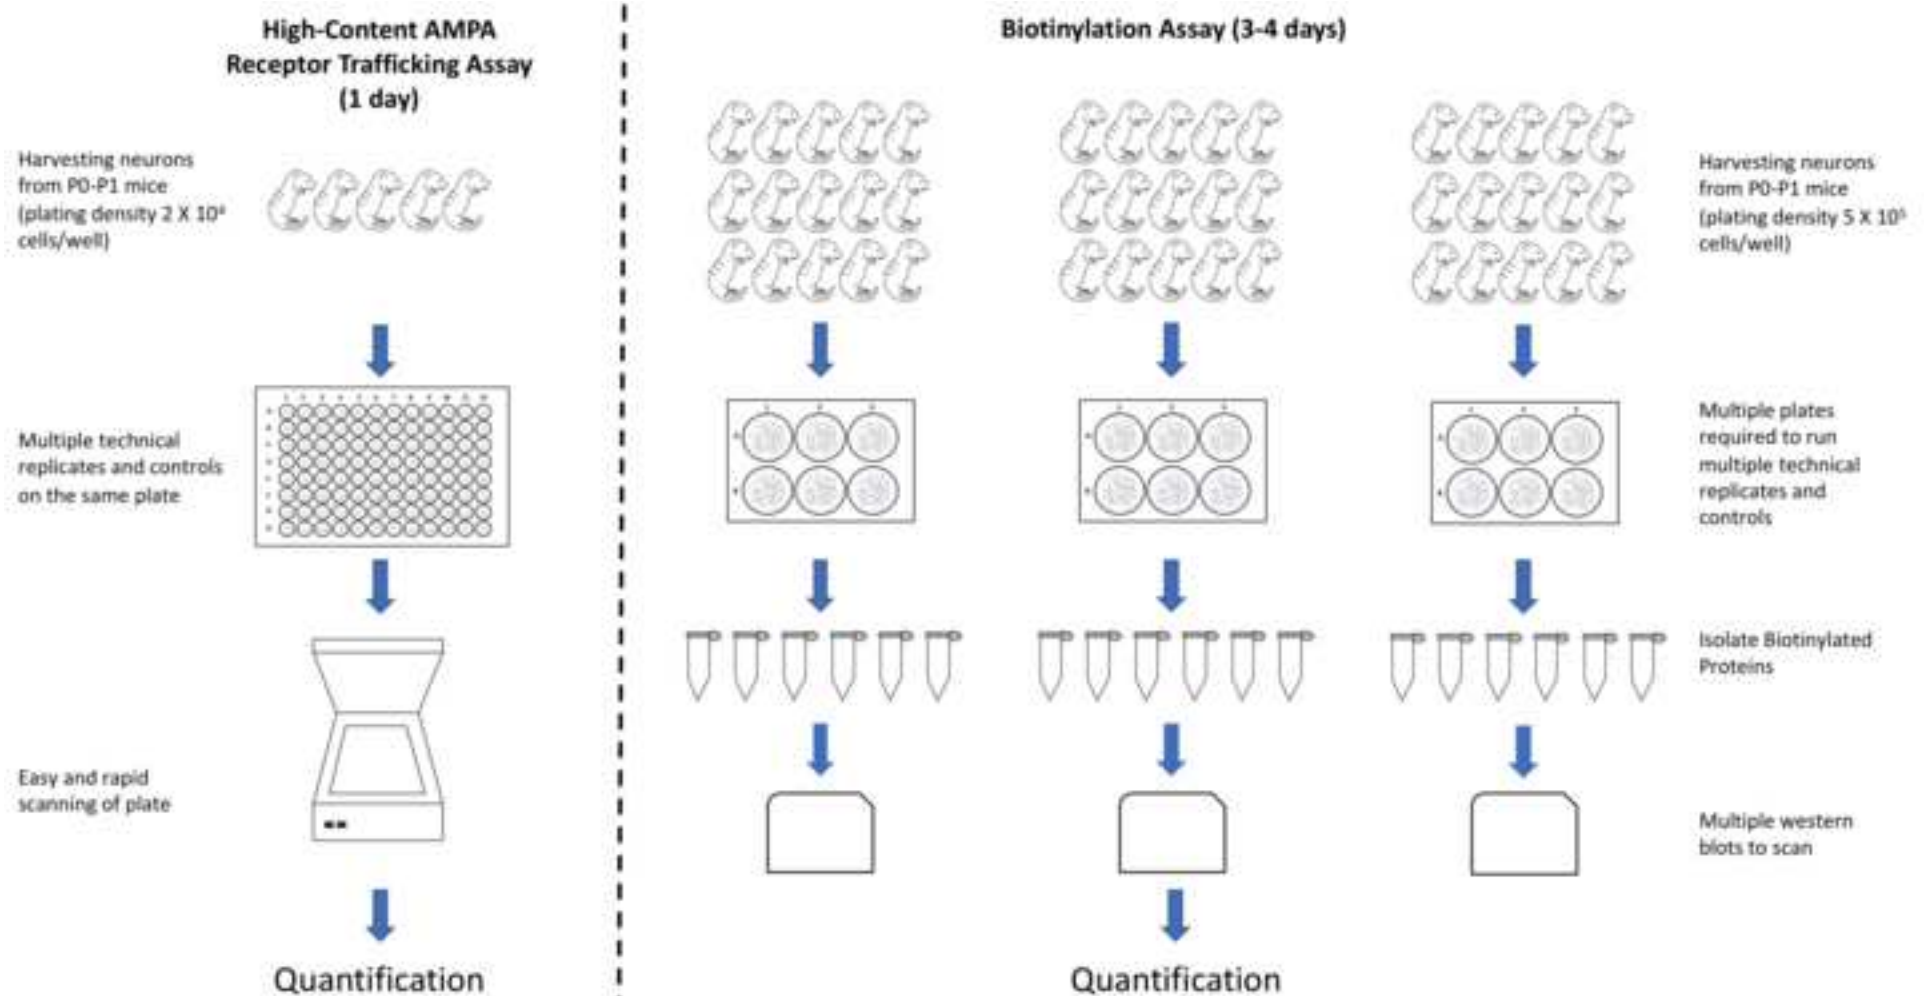 High-Content AMPA
Receptor Trafficking Assay
(1 day)
Harvesting neurons
from P0-P1 mice
(plating density 2 X 10⁴
cells/well)
Multiple technical
replicates and controls
on the same plate
Easy and rapid
scanning of plate
Quantification
Biotinylation Assay (3-4 days)
Harvesting neurons
from P0-P1 mice
(plating density 5 X 10⁵
cells/well)
Multiple plates
required to run
multiple technical
replicates and
controls
Isolate Biotinylated
Proteins
Multiple western
blots to scan
Quantification